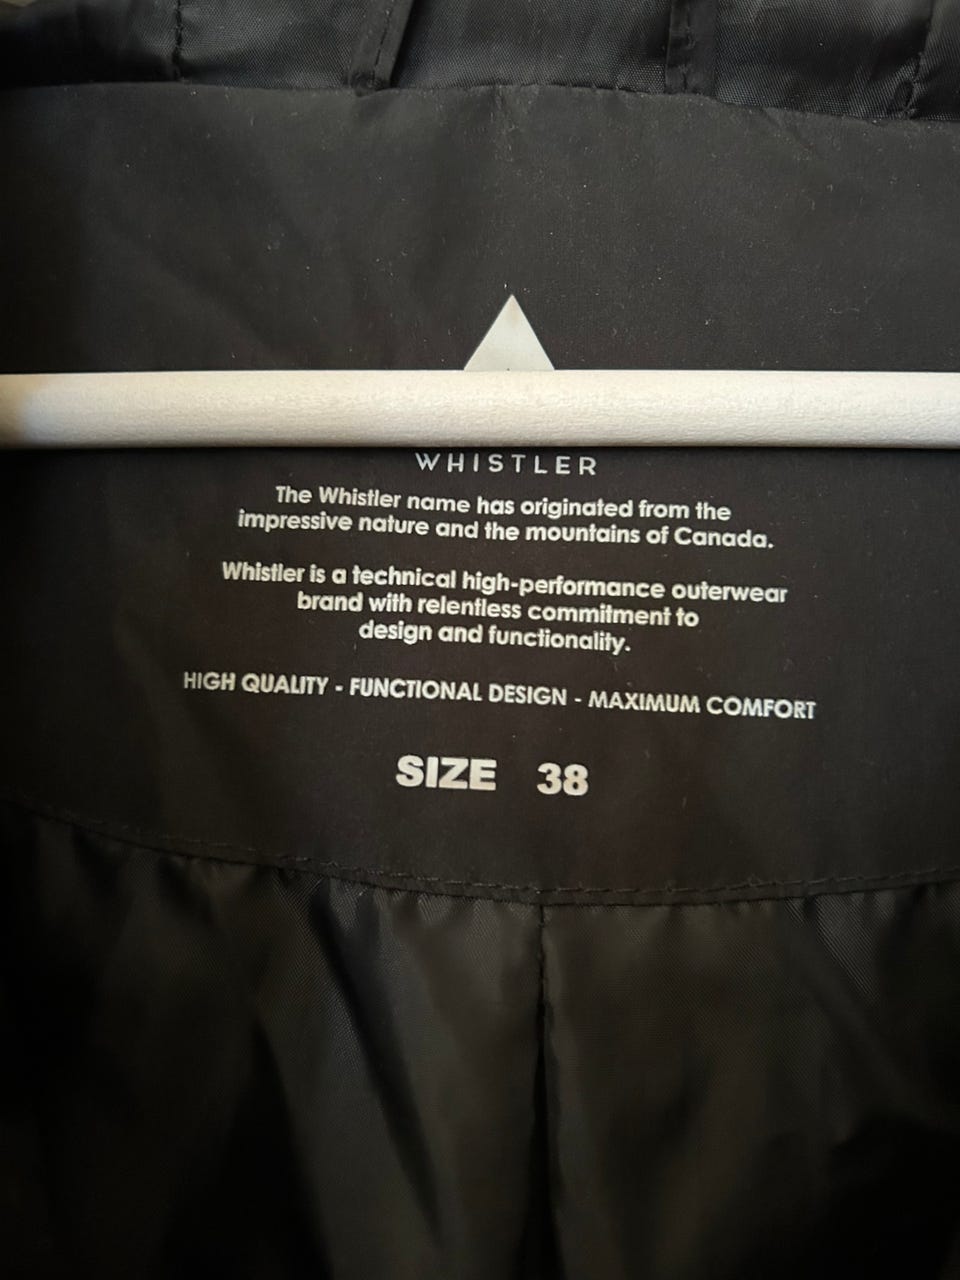 WHISTLER
The Whistler name has originated from the
impressive nature and the mountains of Canada.
Whistler is a technical high-performance outerwear
brand with relentless commitment to
design and functionality.
HIGH QUALITY - FUNCTIONAL DESIGN - MAXIMUM COMFORT
SIZE 38